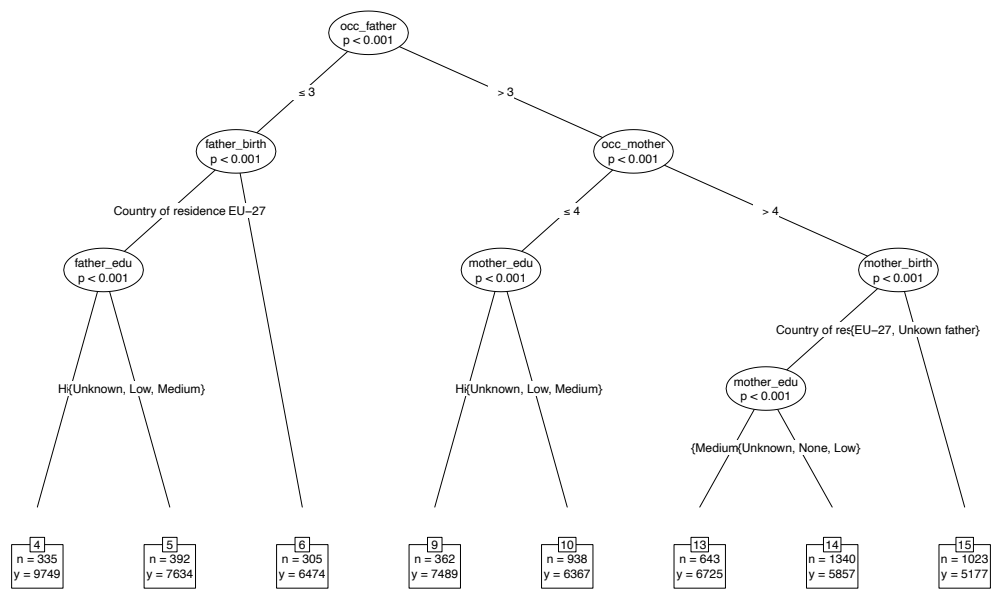 occ_father
p < 0.001
≤ 3
> 3
father_birth
p < 0.001
occ_mother
p < 0.001
Country of residence EU−27
≤ 4
> 4
father_edu
p < 0.001
mother_edu
p < 0.001
mother_birth
p < 0.001
Country of res{EU−27, Unkown father}
mother_edu
p < 0.001
Hi{Unknown, Low, Medium}
Hi{Unknown, Low, Medium}
{Medium{Unknown, None, Low}
4
n = 335
y = 9749
5
n = 392
y = 7634
6
n = 305
y = 6474
9
n = 362
y = 7489
10
n = 938
y = 6367
13
n = 643
y = 6725
14
n = 1340
y = 5857
15
n = 1023
y = 5177